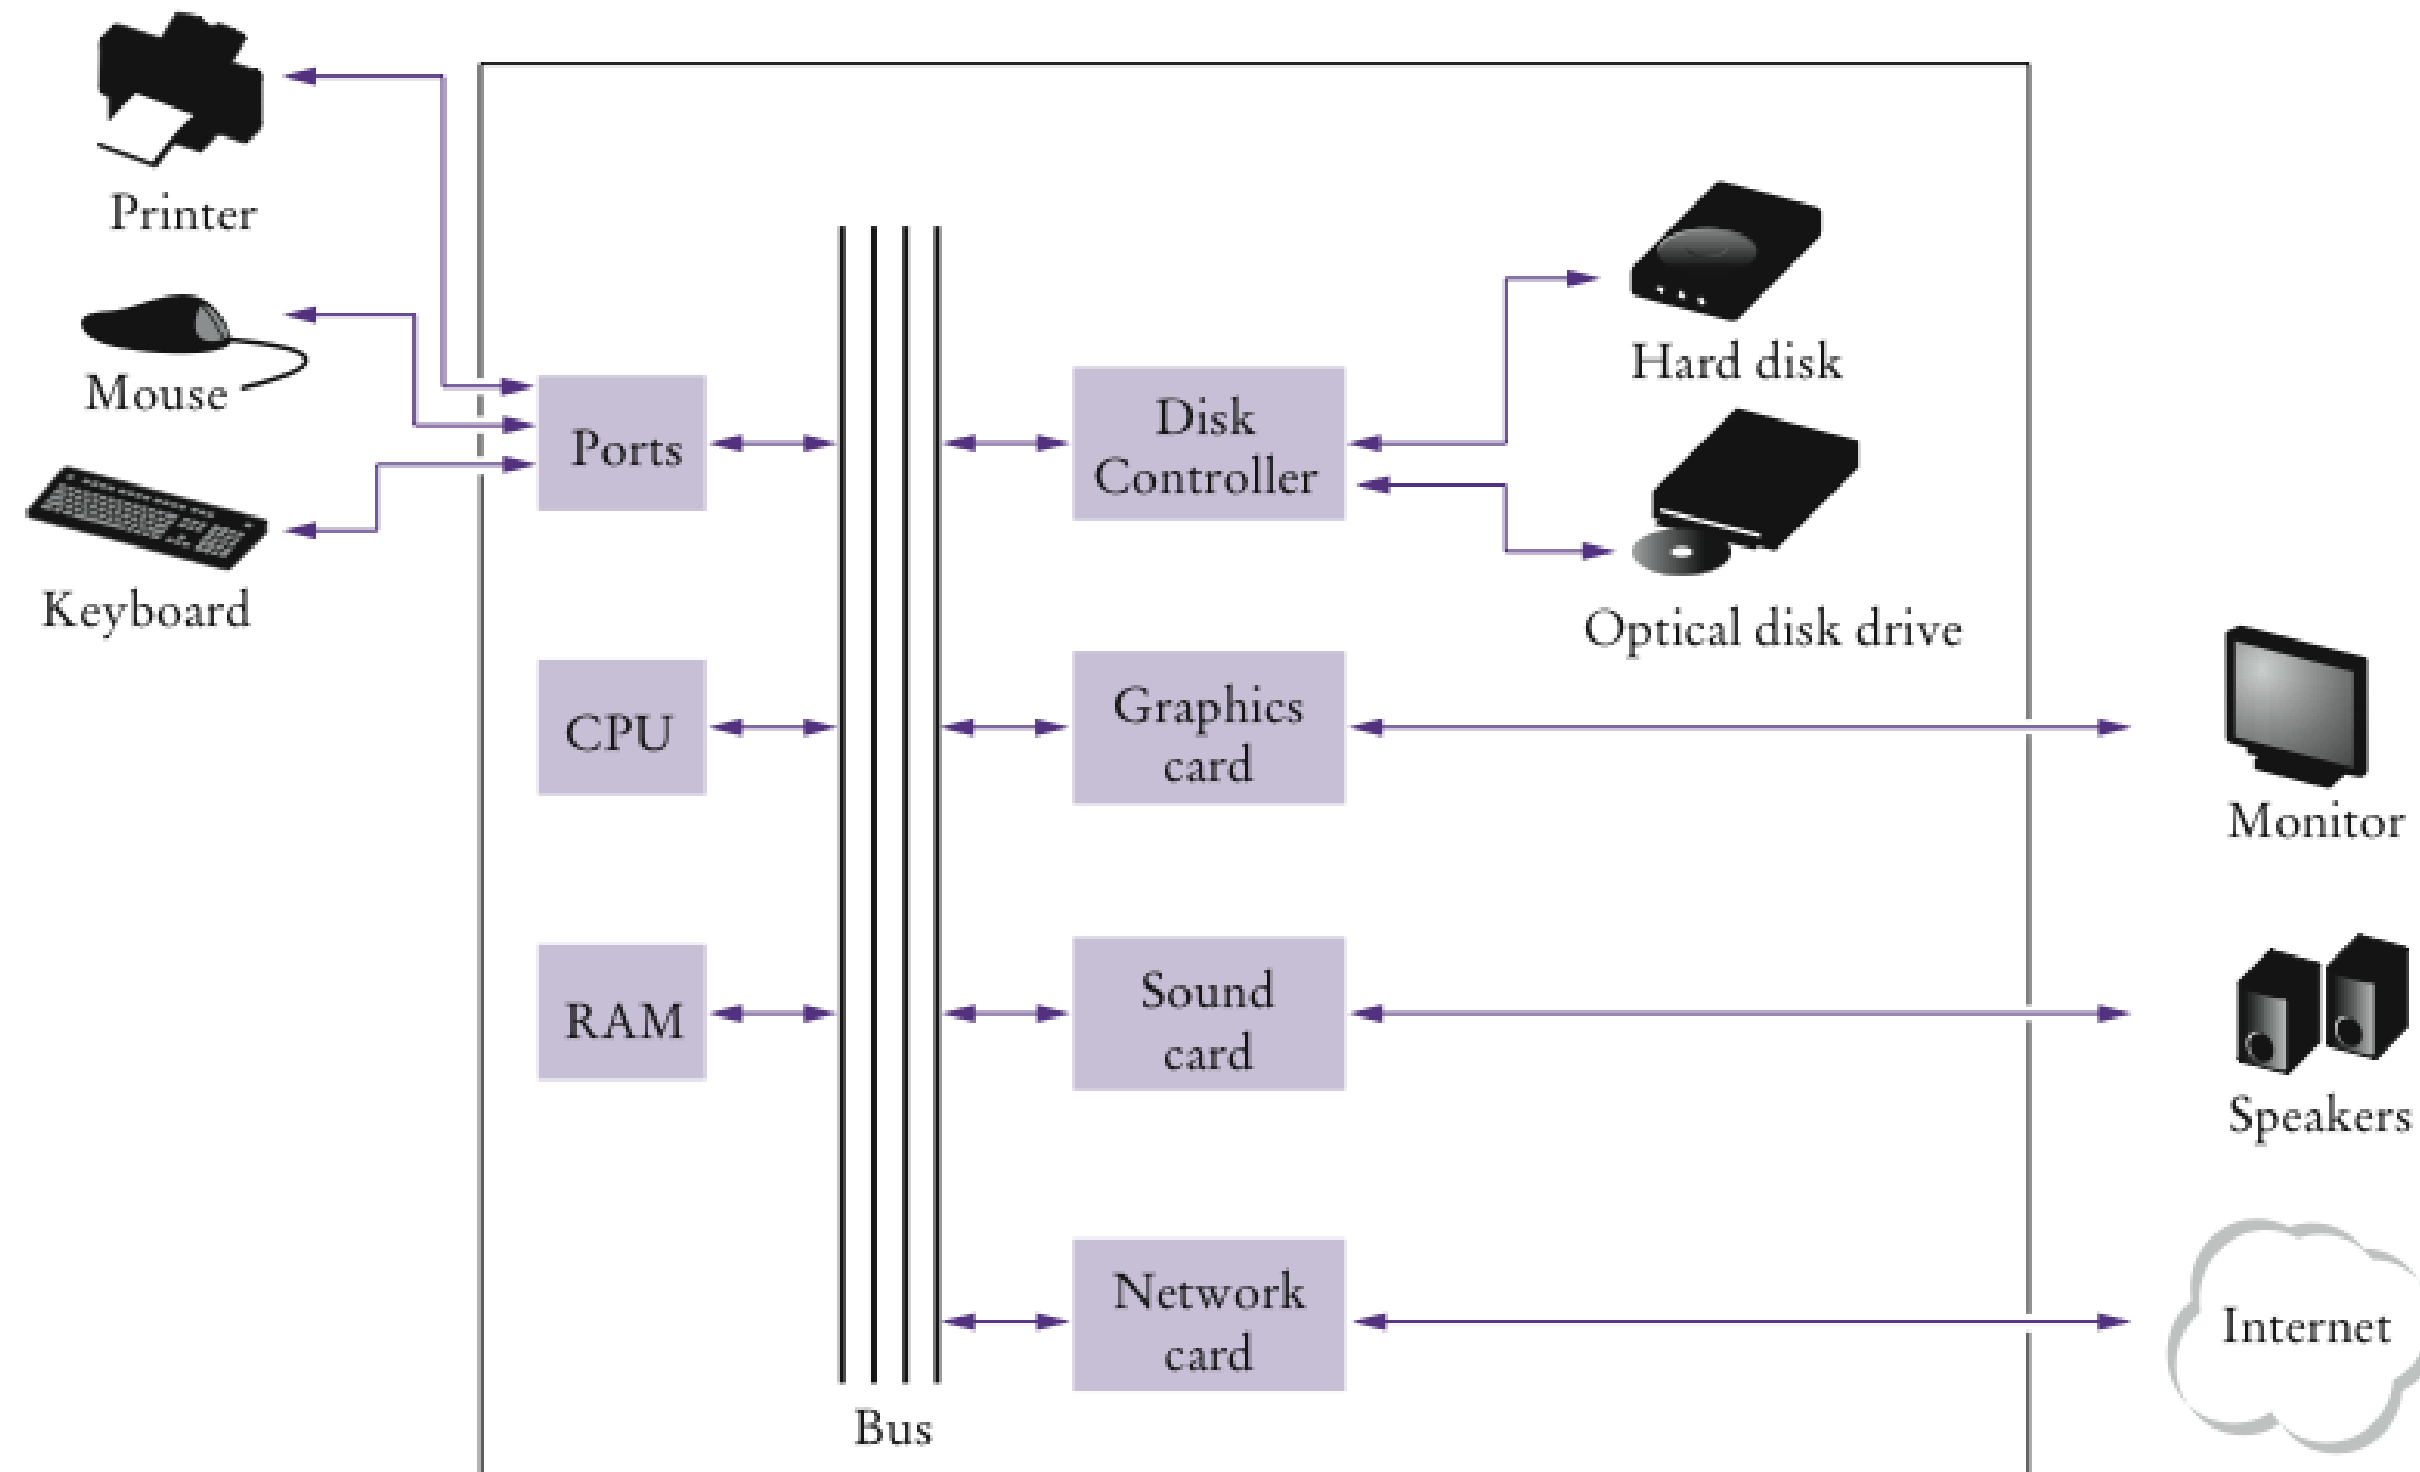 Printer
Mouse
Keyboard
Ports
CPU
RAM
Bus
Disk
Controller
Graphics
card
Sound
card
Network
card
Hard disk
Optical disk drive
Monitor
Speakers
Internet